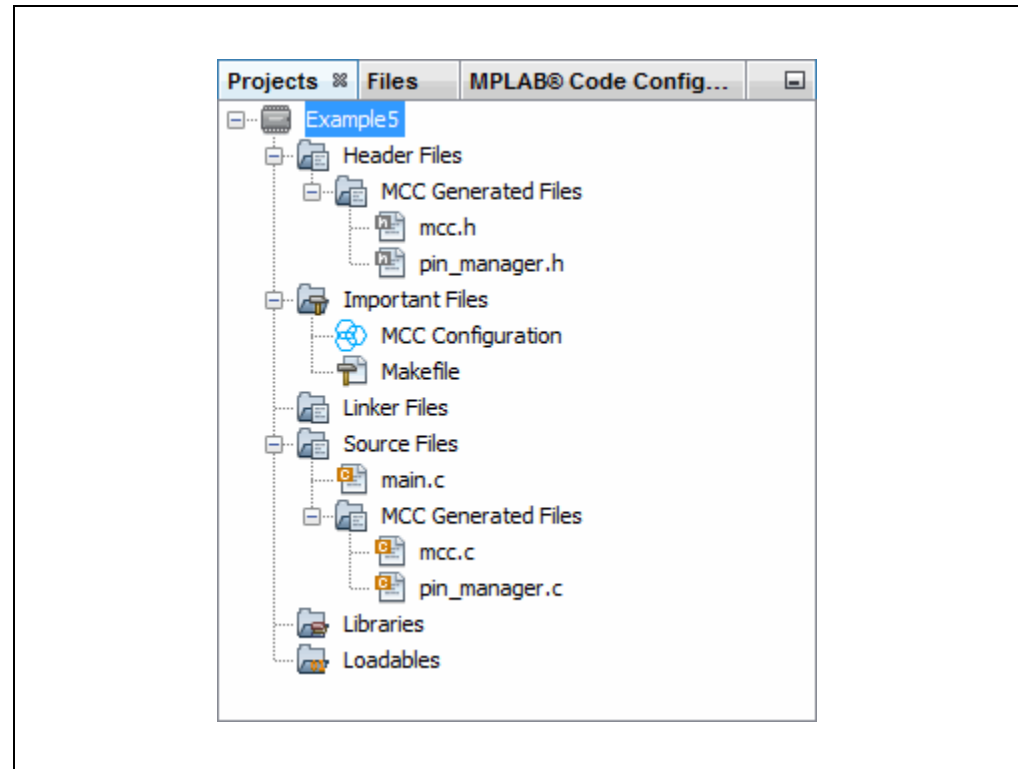 Projects Files MPLAB® Code Config...
Example5
Header Files
MCC Generated Files
mcc.h
pin_manager.h
Important Files
MCC Configuration
Makefile
Linker Files
Source Files
main.c
MCC Generated Files
mcc.c
pin_manager.c
Libraries
Loadables